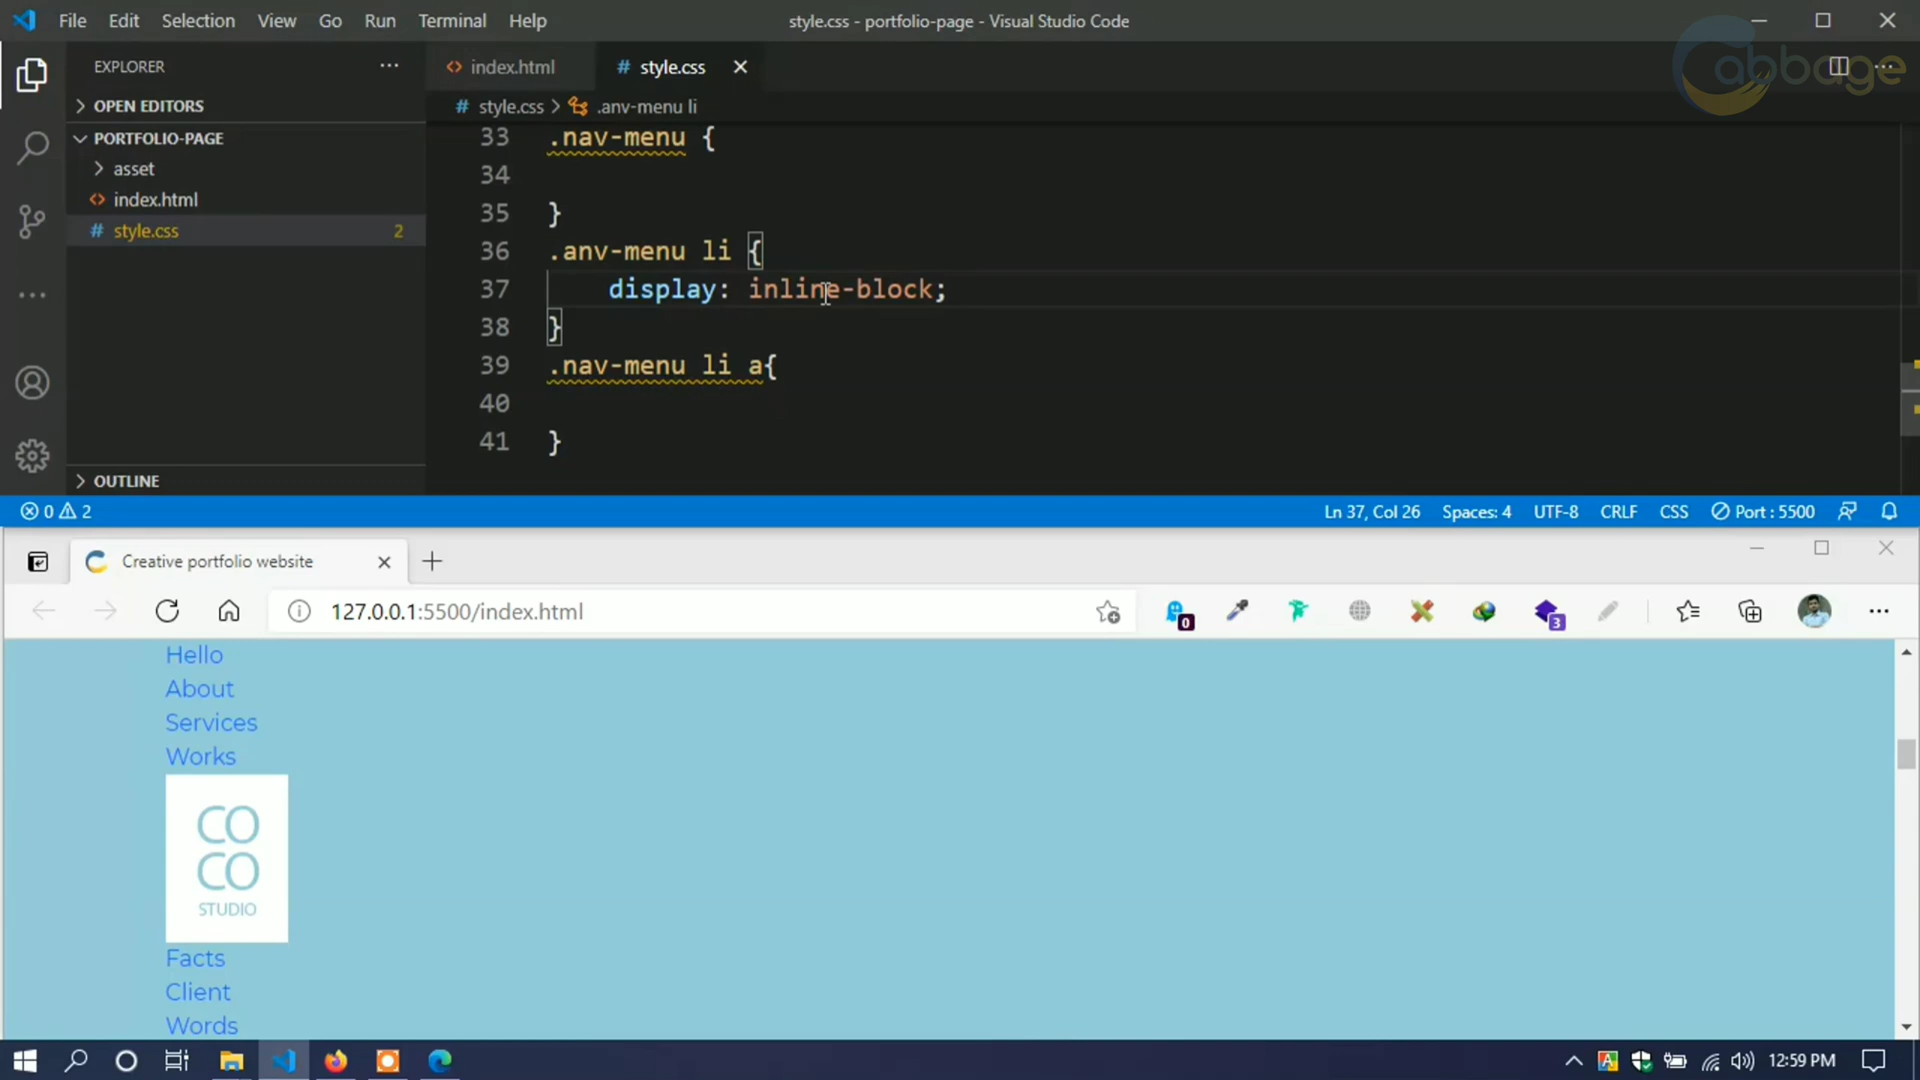 File Edit Selection View Go Run Terminal Help
style.css - portfolio-page - Visual Studio Code
abbage
EXPLORER
index.html
# style.css
OPEN EDITORS
# style.css > .anv-menu li
PORTFOLIO-PAGE
asset
index.html
# style.css 2
OUTLINE
33 .nav-menu {
34
35 }
36 .anv-menu li {
37 display: inline-block;
38 }
39 .nav-menu li a{
40
41 }
0 2
Ln 37, Col 26 Spaces: 4 UTF-8 CRLF CSS Port : 5500
Creative portfolio website
127.0.0.1:5500/index.html
0
3
Hello
About
Services
Works
CO
CO
STUDIO
Facts
Client
Words
A
12:59 PM